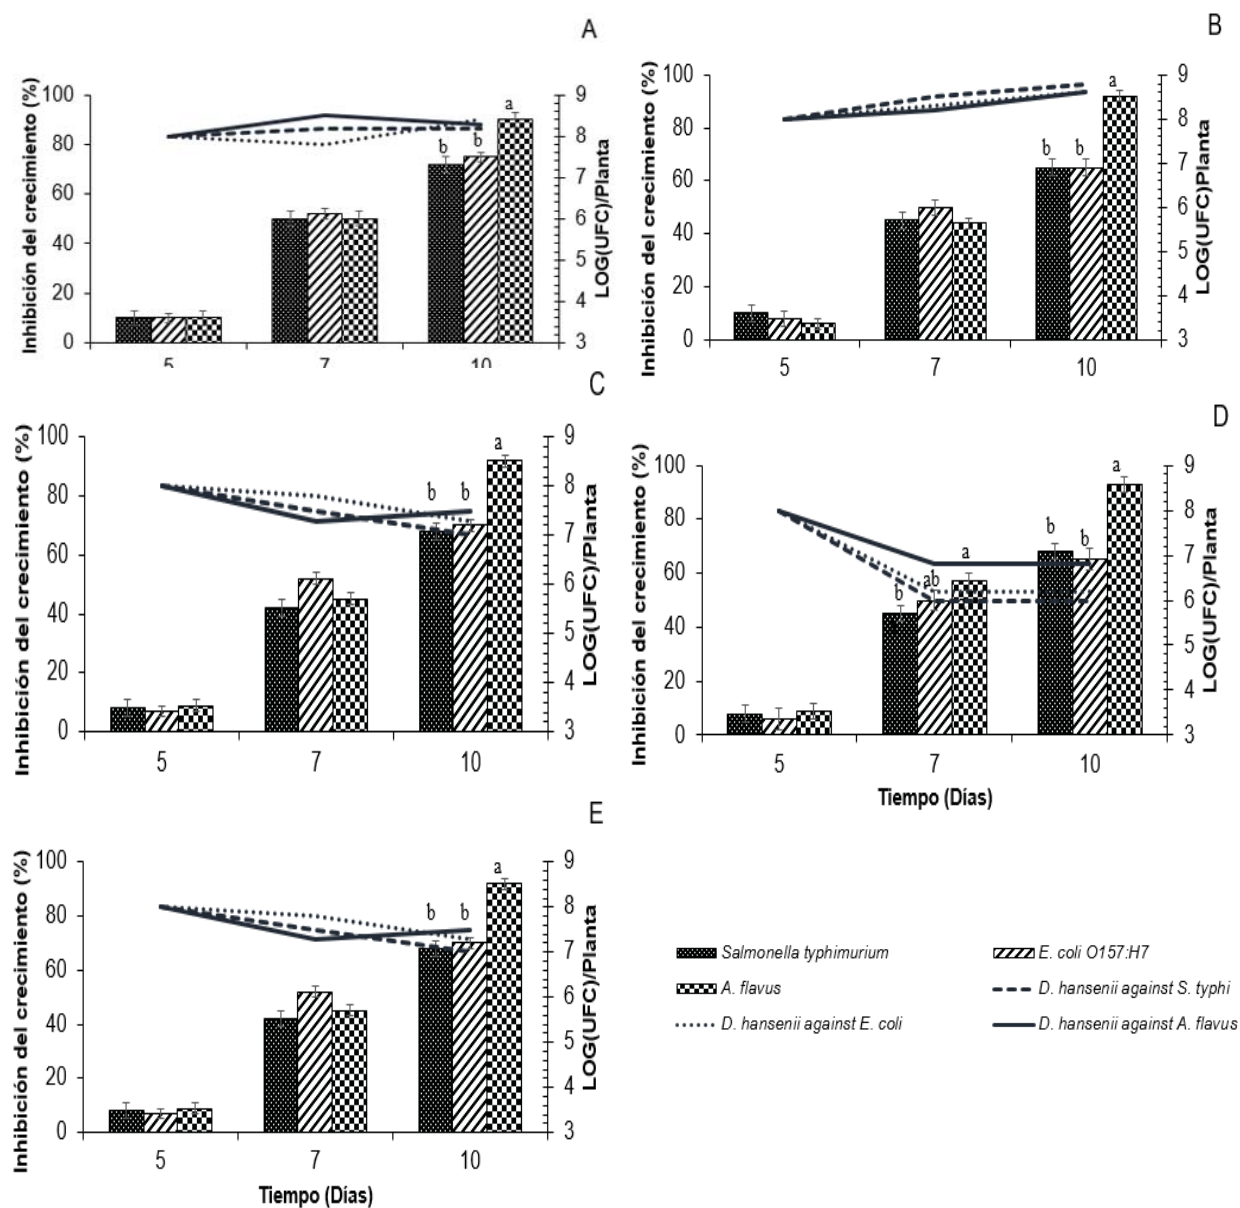 A
Inhibición del crecimiento (%)
100
80
60
40
20
0
5
7
10
b
b
a
9
8
7
6
5
4
3
LOG(UFC)/Planta
B
Inhibición del crecimiento (%)
100
80
60
40
20
0
5
7
10
b
b
a
9
8
7
6
5
4
3
LOG(UFC)Planta
C
Inhibición del crecimiento (%)
100
80
60
40
20
0
5
7
10
b
b
a
9
8
7
6
5
4
3
LOG(UFC)/Planta
D
Inhibición del crecimiento (%)
100
80
60
40
20
0
5
7
10
b
ab
a
b
b
a
9
8
7
6
5
4
3
LOG(UFC)/Planta
Tiempo (Días)
E
Inhibición del crecimiento (%)
100
80
60
40
20
0
5
7
10
b
b
a
9
8
7
6
5
4
3
LOG(UFC)/Planta
Tiempo (Días)
Salmonella typhimurium
E. coli O157:H7
A. flavus
D. hansenii against S. typhi
D. hansenii against E. coli
D. hansenii against A. flavus